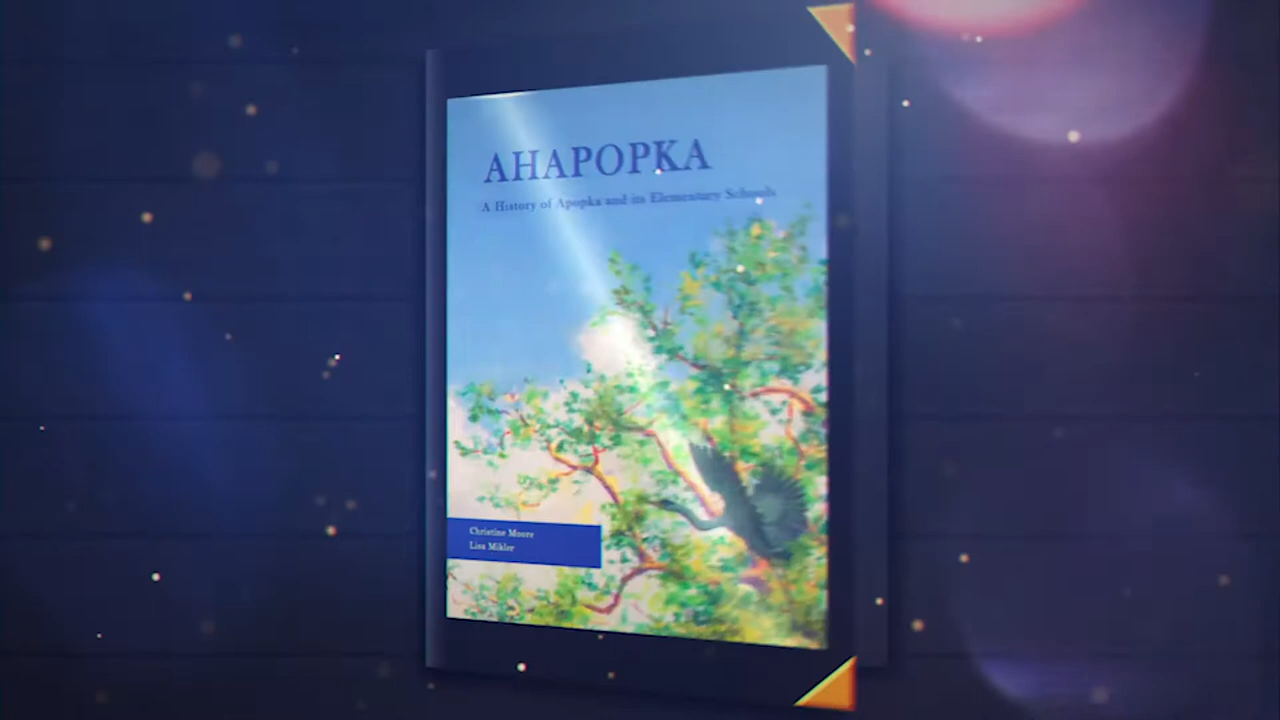 AHAPOPKA
A History of Apopka and its Elementary Schools
Christine Moore
Lisa Mikler